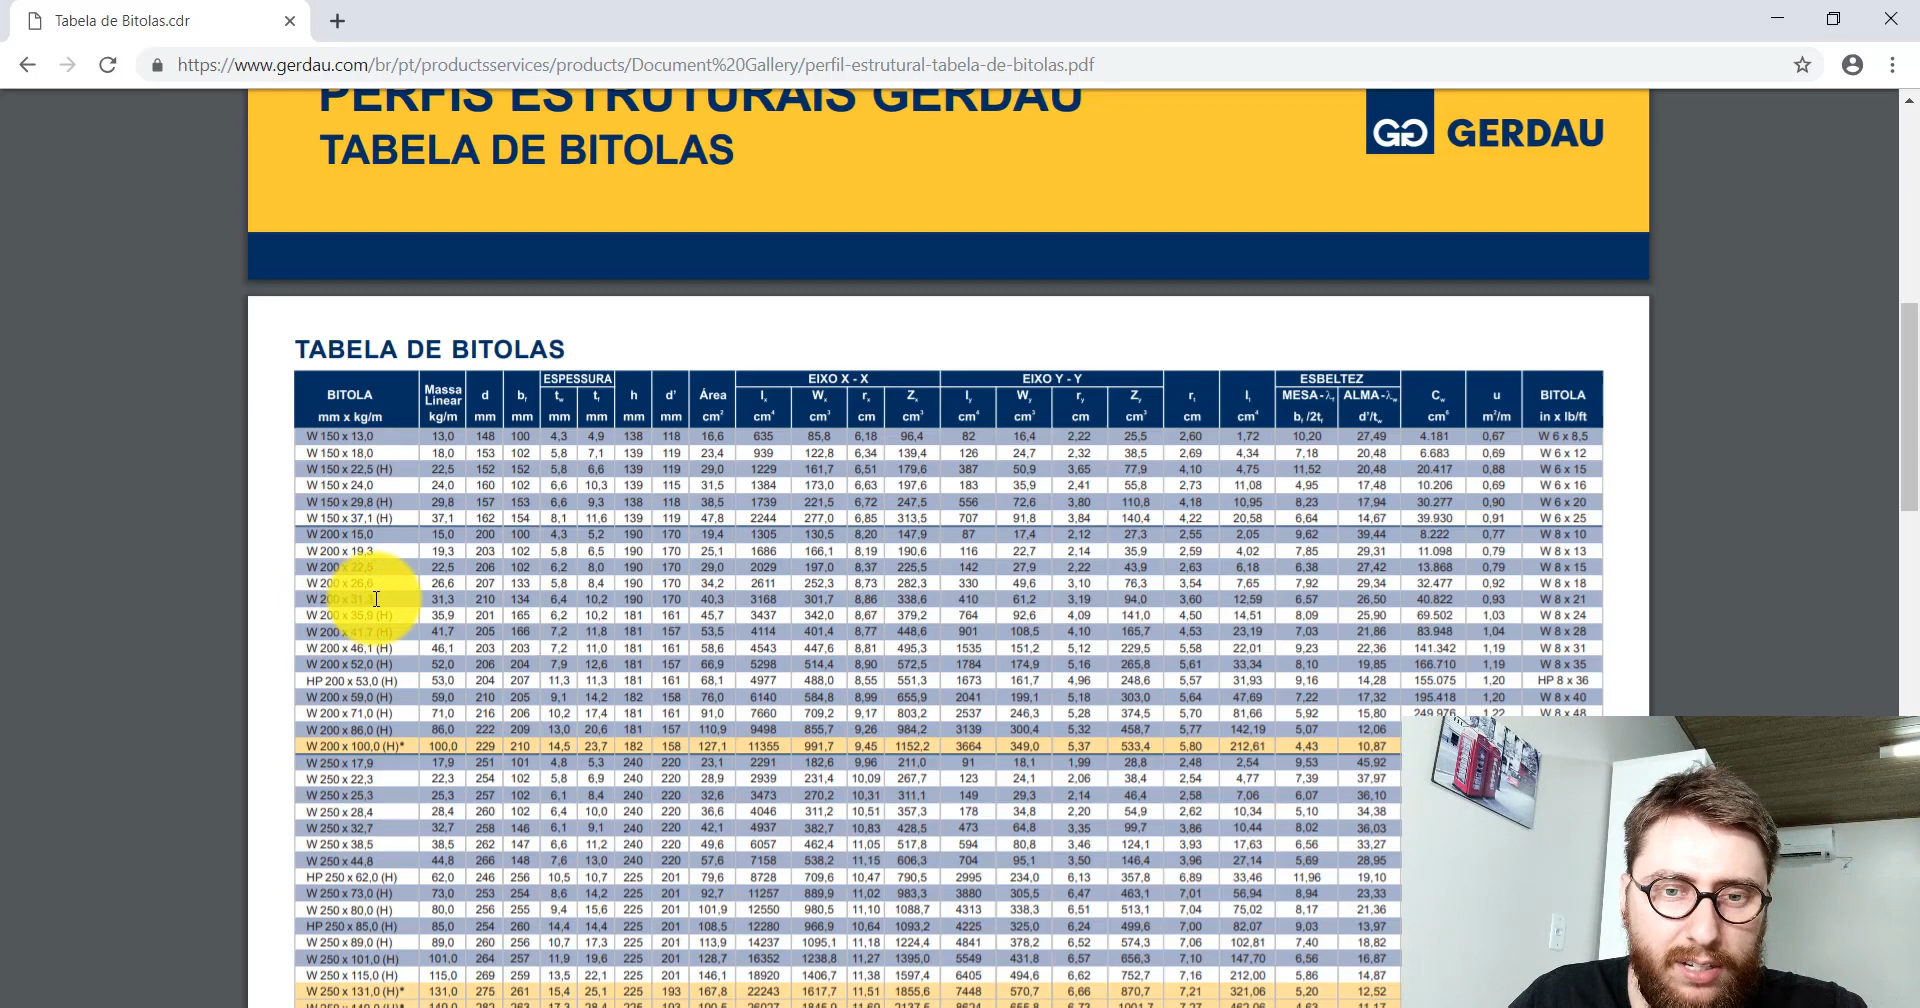 Tabela de Bitolas.cdr
https://www.gerdau.com/br/pt/productsservices/products/Document%20Gallery/perfil-estrutural-tabela-de-bitolas.pdf
PERFIS ESTRUTURAIS GERDAU
TABELA DE BITOLAS
GERDAU
TABELA DE BITOLAS
BITOLA mm x kg/m Massa Linear kg/m d mm bf mm ESPESSURA tw mm tf mm h mm d' mm Área cm² EIXO X - X Ix cm⁴ Wx cm³ rx cm Zx cm³ EIXO Y - Y Iy cm⁴ Wy cm³ ry cm Zy cm³ rt cm It cm⁴ ESBELTEZ MESA - λf bf /2tf ALMA - λw d'/tw Cw cm⁶ u m²/m BITOLA in x lb/ft
W 150 x 13,0 13,0 148 100 4,3 4,9 138 118 16,6 635 85,8 6,18 96,4 82 16,4 2,22 25,5 2,60 1,72 10,20 27,49 4.181 0,67 W 6 x 8,5
W 150 x 18,0 18,0 153 102 5,8 7,1 139 119 23,4 939 122,8 6,34 139,4 126 24,7 2,32 38,5 2,69 4,34 7,18 20,48 6.683 0,69 W 6 x 12
W 150 x 22,5 (H) 22,5 152 152 5,8 6,6 139 119 29,0 1229 161,7 6,51 179,6 387 50,9 3,65 77,9 4,10 4,75 11,52 20,48 20.417 0,88 W 6 x 15
W 150 x 24,0 24,0 160 102 6,6 10,3 139 115 31,5 1384 173,0 6,63 197,6 183 35,9 2,41 55,8 2,73 11,08 4,95 17,48 10.206 0,69 W 6 x 16
W 150 x 29,8 (H) 29,8 157 153 6,6 9,3 138 118 38,5 1739 221,5 6,72 247,5 556 72,6 3,80 110,8 4,18 10,95 8,23 17,94 30.277 0,90 W 6 x 20
W 150 x 37,1 (H) 37,1 162 154 8,1 11,6 139 119 47,8 2244 277,0 6,85 313,5 707 91,8 3,84 140,4 4,22 20,58 6,64 14,67 39.930 0,91 W 6 x 25
W 200 x 15,0 15,0 200 100 4,3 5,2 190 170 19,4 1305 130,5 8,20 147,9 87 17,4 2,12 27,3 2,55 2,05 9,62 39,44 8.222 0,77 W 8 x 10
W 200 x 19,3 19,3 203 102 5,8 6,5 190 170 25,1 1686 166,1 8,19 190,6 116 22,7 2,14 35,9 2,59 4,02 7,85 29,31 11.098 0,79 W 8 x 13
W 200 x 22,5 22,5 206 102 6,2 8,0 190 170 29,0 2029 197,0 8,37 225,5 142 27,9 2,22 43,9 2,63 6,18 6,38 27,42 13.868 0,79 W 8 x 15
W 200 x 26,6 26,6 207 133 5,8 8,4 190 170 34,2 2611 252,3 8,73 282,3 330 49,6 3,10 76,3 3,54 7,65 7,92 29,34 32.477 0,92 W 8 x 18
W 200 x 31,3 31,3 210 134 6,4 10,2 190 170 40,3 3168 301,7 8,86 338,6 410 61,2 3,19 94,0 3,60 12,59 6,57 26,50 40.822 0,93 W 8 x 21
W 200 x 35,9 (H) 35,9 201 165 6,2 10,2 181 161 45,7 3437 342,0 8,67 379,2 764 92,6 4,09 141,0 4,50 14,51 8,09 25,90 69.502 1,03 W 8 x 24
W 200 x 41,7 (H) 41,7 205 166 7,2 11,8 181 157 53,5 4114 401,4 8,77 448,6 901 108,5 4,10 165,7 4,53 23,19 7,03 21,86 83.948 1,04 W 8 x 28
W 200 x 46,1 (H) 46,1 203 203 7,2 11,0 181 161 58,6 4543 447,6 8,81 495,3 1535 151,2 5,12 229,5 5,58 22,01 9,23 22,36 141.342 1,19 W 8 x 31
W 200 x 52,0 (H) 52,0 206 204 7,9 12,6 181 157 66,9 5298 514,4 8,90 572,5 1784 174,9 5,16 265,8 5,61 33,34 8,10 19,85 166.710 1,19 W 8 x 35
HP 200 x 53,0 (H) 53,0 204 207 11,3 11,3 181 161 68,1 4977 488,0 8,55 551,3 1673 161,7 4,96 248,6 5,57 31,93 9,16 14,28 155.075 1,20 HP 8 x 36
W 200 x 59,0 (H) 59,0 210 205 9,1 14,2 182 158 76,0 6140 584,8 8,99 655,9 2041 199,1 5,18 303,0 5,64 47,69 7,22 17,32 195.418 1,20 W 8 x 40
W 200 x 71,0 (H) 71,0 216 206 10,2 17,4 181 161 91,0 7660 709,2 9,17 803,2 2537 246,3 5,28 374,5 5,70 81,66 5,92 15,80 249.976 1,22 W 8 x 48
W 200 x 86,0 (H) 86,0 222 209 13,0 20,6 181 157 110,9 9498 855,7 9,26 984,2 3139 300,4 5,32 458,7 5,77 142,19 5,07 12,06
W 200 x 100,0 (H)* 100,0 229 210 14,5 23,7 182 158 127,1 11355 991,7 9,45 1152,2 3664 349,0 5,37 533,4 5,80 212,61 4,43 10,87
W 250 x 17,9 17,9 251 101 4,8 5,3 240 220 23,1 2291 182,6 9,96 211,0 91 18,1 1,99 28,8 2,48 2,54 9,53 45,92
W 250 x 22,3 22,3 254 102 5,8 6,9 240 220 28,9 2939 231,4 10,09 267,7 123 24,1 2,06 38,4 2,54 4,77 7,39 37,97
W 250 x 25,3 25,3 257 102 6,1 8,4 240 220 32,6 3473 270,2 10,31 311,1 149 29,3 2,14 46,4 2,58 7,06 6,07 36,10
W 250 x 28,4 28,4 260 102 6,4 10,0 240 220 36,6 4046 311,2 10,51 357,3 178 34,8 2,20 54,9 2,62 10,34 5,10 34,38
W 250 x 32,7 32,7 258 146 6,1 9,1 240 220 42,1 4937 382,7 10,83 428,5 473 64,8 3,35 99,7 3,86 10,44 8,02 36,03
W 250 x 38,5 38,5 262 147 6,6 11,2 240 220 49,6 6057 462,4 11,05 517,8 594 80,8 3,46 124,1 3,93 17,63 6,56 33,27
W 250 x 44,8 44,8 266 148 7,6 13,0 240 220 57,6 7158 538,2 11,15 606,3 704 95,1 3,50 146,4 3,96 27,14 5,69 28,95
HP 250 x 62,0 (H) 62,0 246 256 10,5 10,7 225 201 79,6 8728 709,6 10,47 790,5 2995 234,0 6,13 357,8 6,89 33,46 11,96 19,10
W 250 x 73,0 (H) 73,0 253 254 8,6 14,2 225 201 92,7 11257 889,9 11,02 983,3 3880 305,5 6,47 463,1 7,01 56,94 8,94 23,33
W 250 x 80,0 (H) 80,0 256 255 9,4 15,6 225 201 101,9 12550 980,5 11,10 1088,7 4313 338,3 6,51 513,1 7,04 75,02 8,17 21,36
HP 250 x 85,0 (H) 85,0 254 260 14,4 14,4 225 201 108,5 12280 966,9 10,64 1093,2 4225 325,0 6,24 499,6 7,00 82,07 9,03 13,97
W 250 x 89,0 (H) 89,0 260 256 10,7 17,3 225 201 113,9 14237 1095,1 11,18 1224,4 4841 378,2 6,52 574,3 7,06 102,81 7,40 18,82
W 250 x 101,0 (H) 101,0 264 257 11,9 19,6 225 201 128,7 16352 1238,8 11,27 1395,0 5549 431,8 6,57 656,3 7,10 147,70 6,56 16,87
W 250 x 115,0 (H) 115,0 269 259 13,5 22,1 225 201 146,1 18920 1406,7 11,38 1597,4 6405 494,6 6,62 752,7 7,16 212,00 5,86 14,87
W 250 x 131,0 (H)* 131,0 275 261 15,4 25,1 225 193 167,8 22243 1617,7 11,51 1855,6 7448 570,7 6,66 870,7 7,21 321,06 5,20 12,52